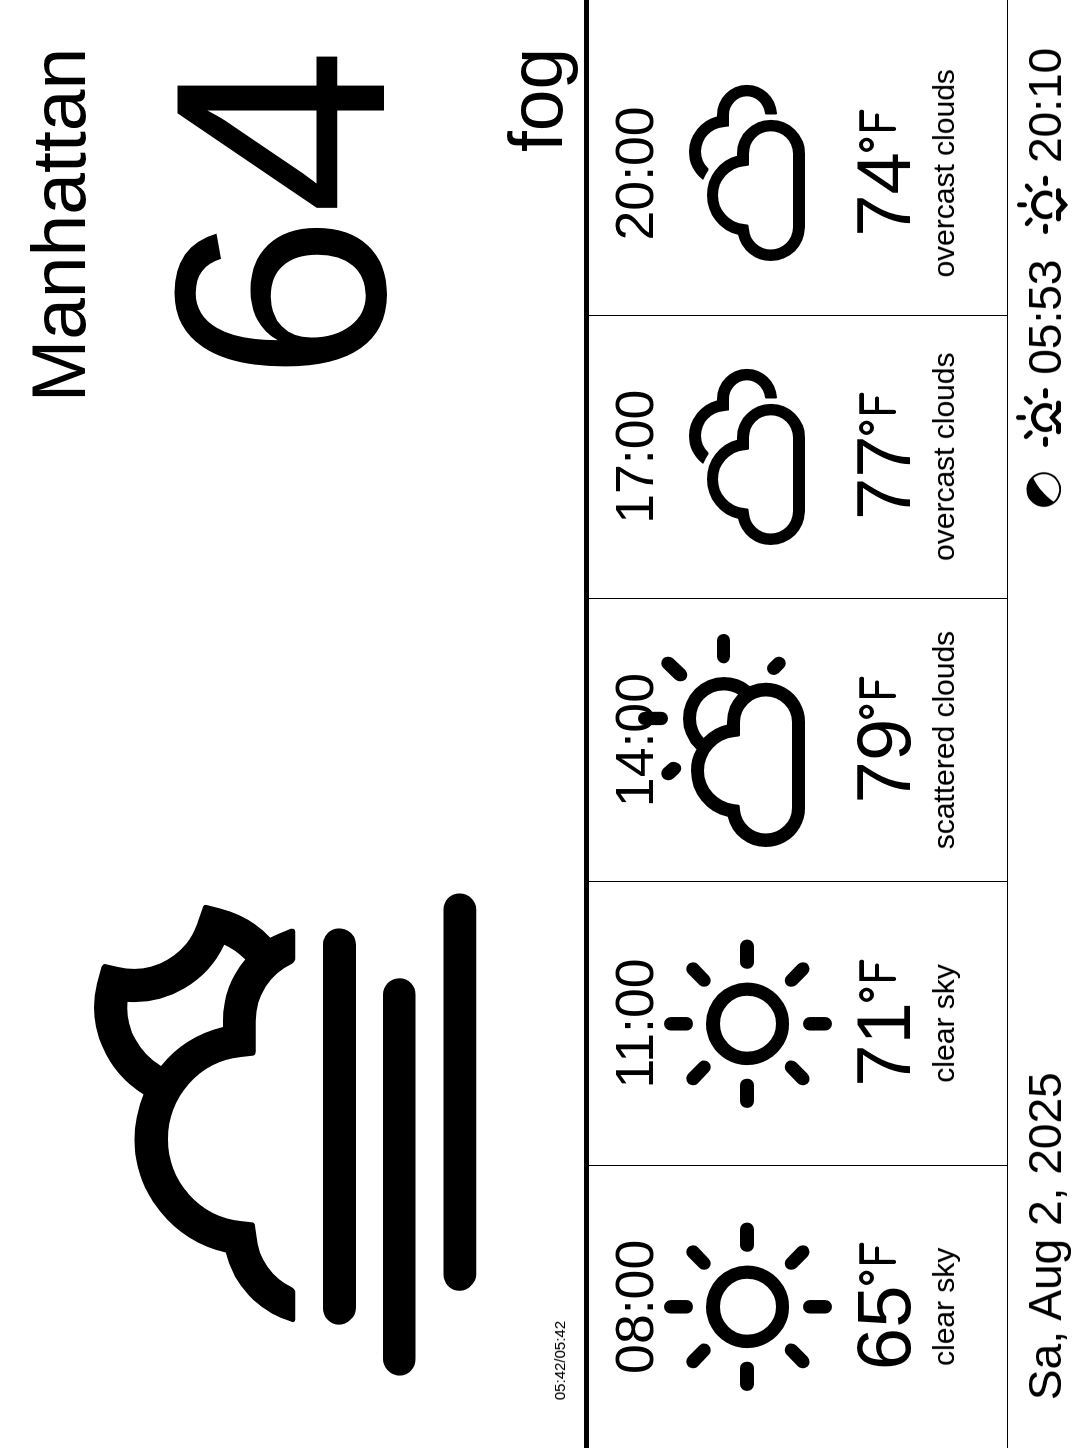 Manhattan
64
fog
05:42/05:42
08:00
65°F
clear sky
11:00
71°F
clear sky
14:00
79°F
scattered clouds
17:00
77°F
overcast clouds
20:00
74°F
overcast clouds
Sa, Aug 2, 2025
05:53 20:10